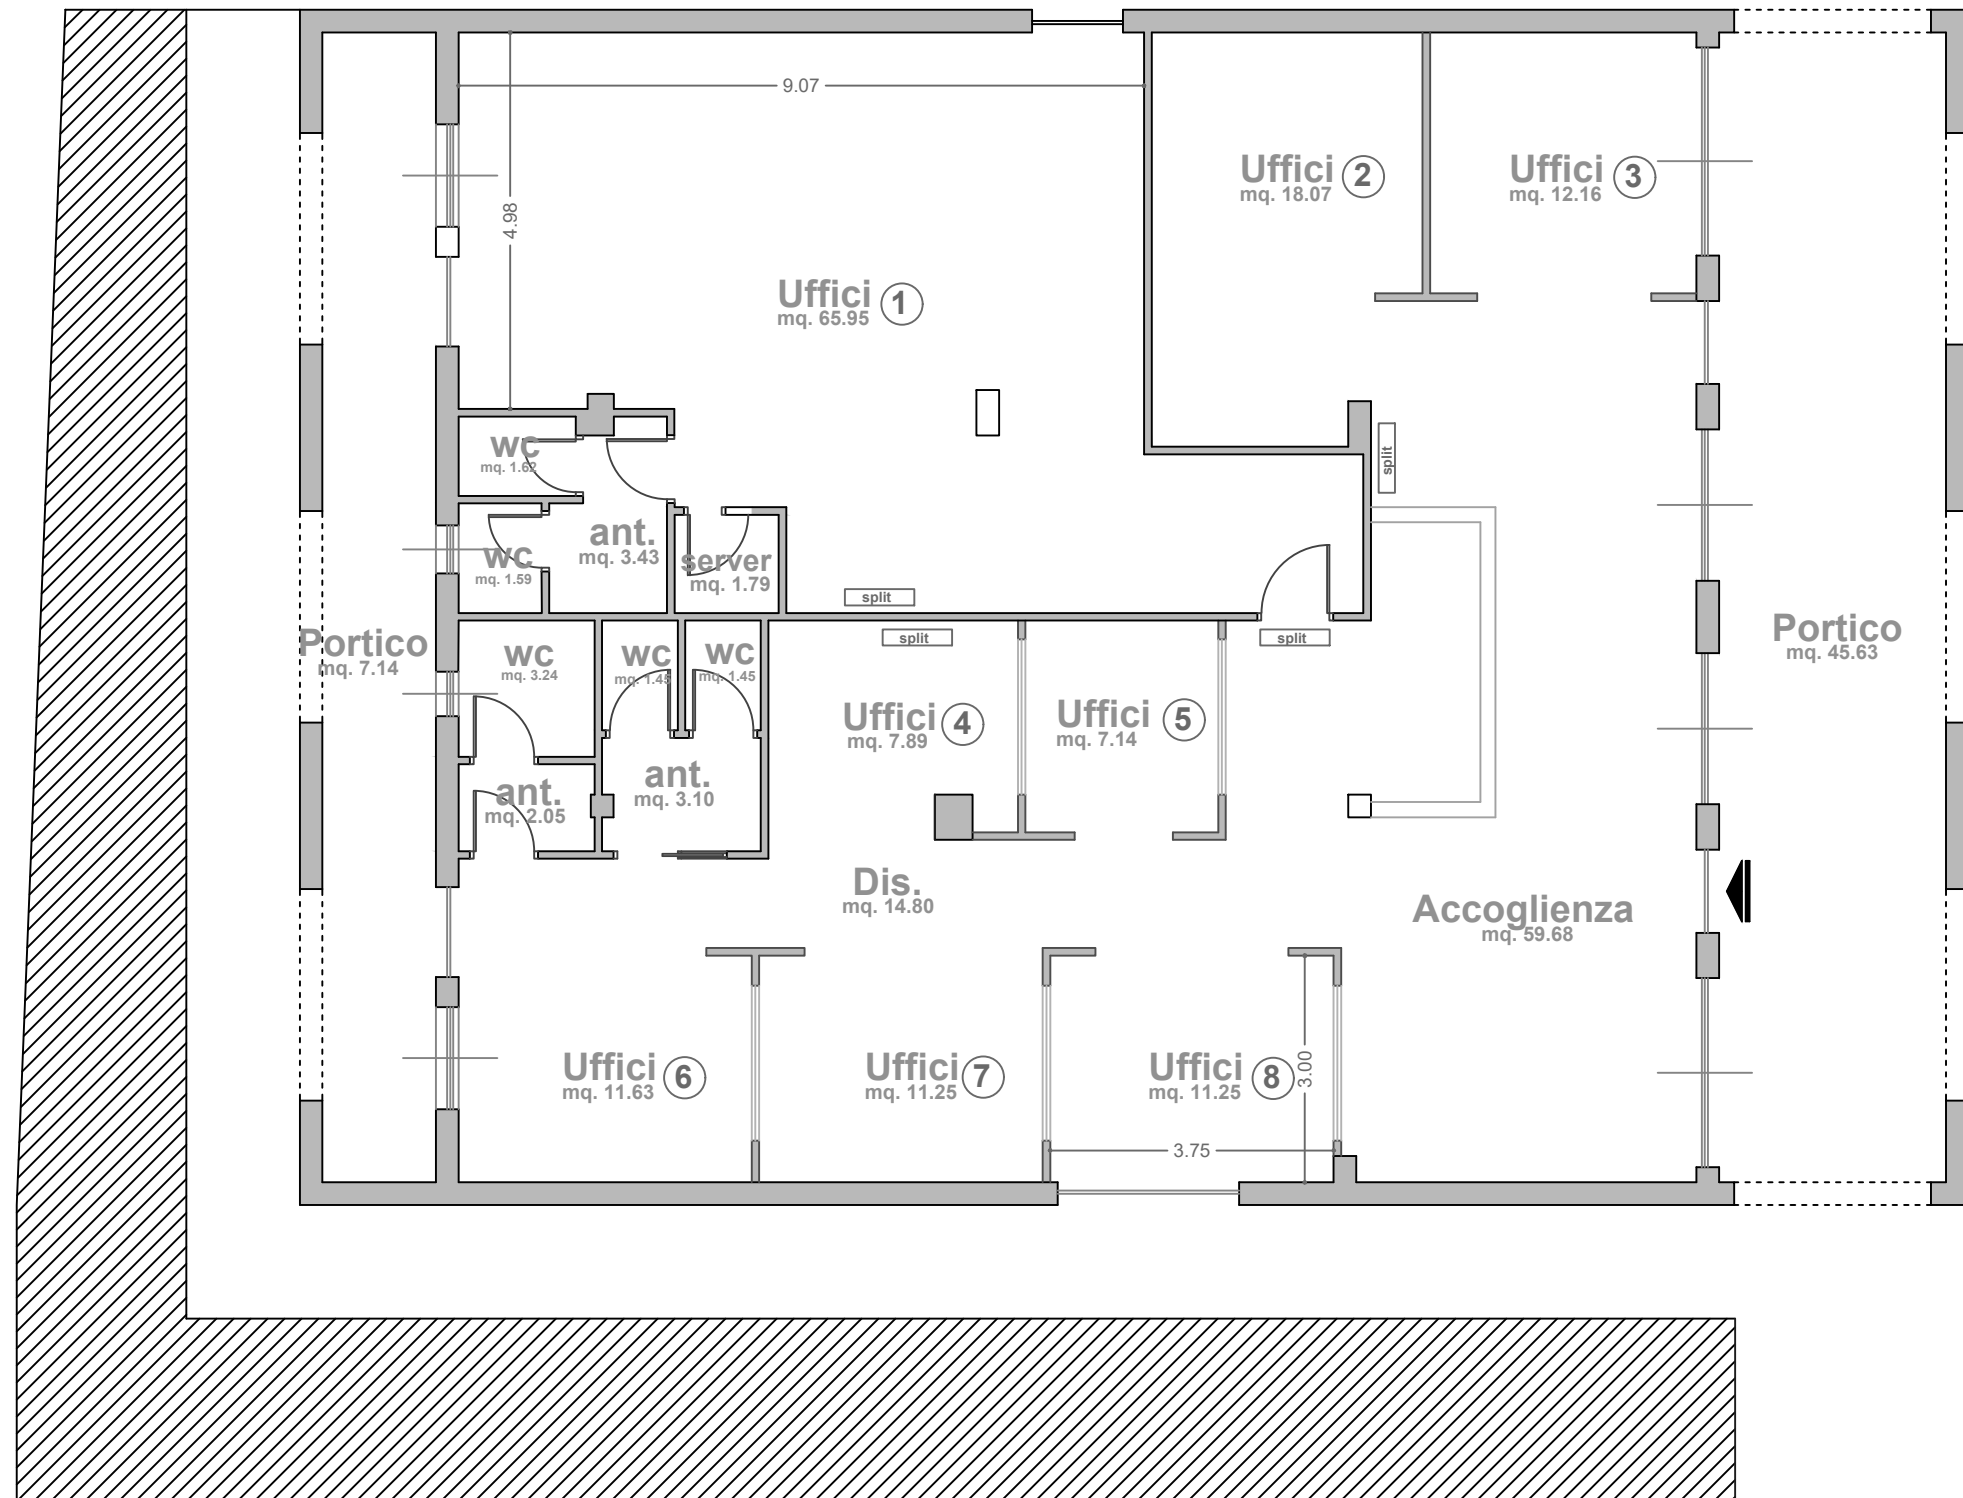 9.07
4.98
Uffici 2
mq. 18.07
Uffici 3
mq. 12.16
Uffici 1
mq. 65.95
wc
mq. 1.62
split
ant.
mq. 3.43
wc
mq. 1.59
server
mq. 1.79
split
split
split
Portico
mq. 7.14
wc
mq. 3.24
wc
mq. 1.45
wc
mq. 1.45
Uffici 4
mq. 7.89
Uffici 5
mq. 7.14
Portico
mq. 45.63
ant.
mq. 2.05
ant.
mq. 3.10
Dis.
mq. 14.80
Accoglienza
mq. 59.68
Uffici 6
mq. 11.63
Uffici 7
mq. 11.25
Uffici 8
mq. 11.25
3.00
3.75